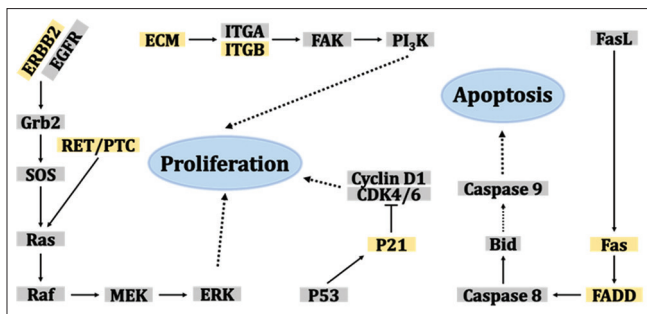 ERBB2
EGFR
Grb2
SOS
RET/PTC
Ras
Raf
MEK
ERK
ECM
ITGA
ITGB
FAK
PI3K
Proliferation
Cyclin D1
CDK4/6
P21
P53
Apoptosis
Caspase 9
Bid
Caspase 8
FasL
Fas
FADD